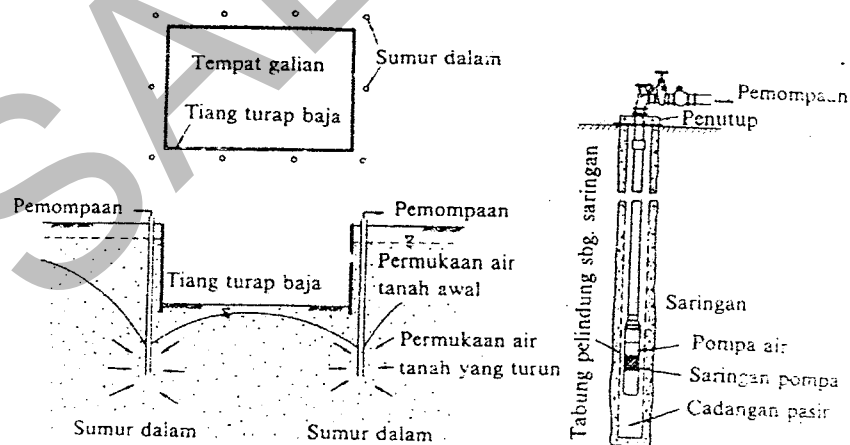 Tempat galian
Sumur dalam
Tiang turap baja
Pemompaan
Pemompaan
Tiang turap baja
Permukaan air
tanah awal
Permukaan air
tanah yang turun
Sumur dalam
Sumur dalam
Pemompaan
Penutup
Tabung pelindung sbg. saringan
Saringan
Pompa air
Saringan pompa
Cadangan pasir